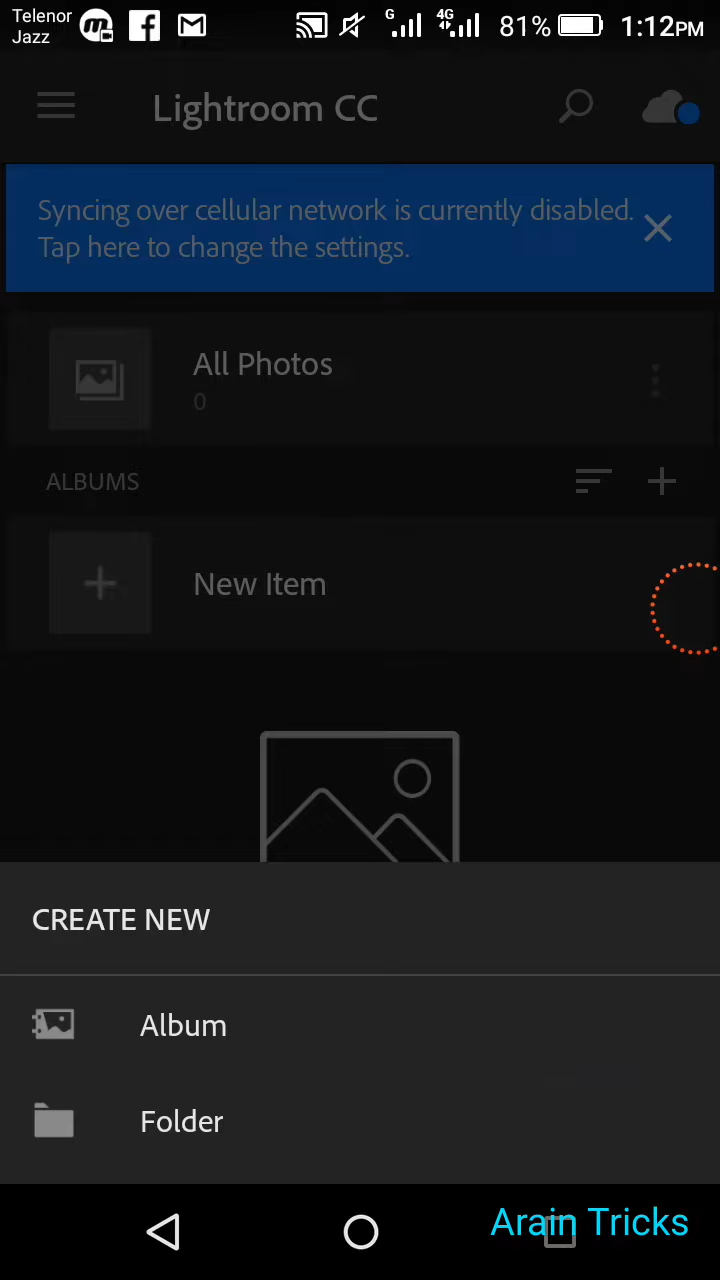 Telenor
Jazz
G
4G
81%
1:12PM
Lightroom CC
Syncing over cellular network is currently disabled.
Tap here to change the settings.
All Photos
0
ALBUMS
New Item
CREATE NEW
Album
Folder
Arain Tricks